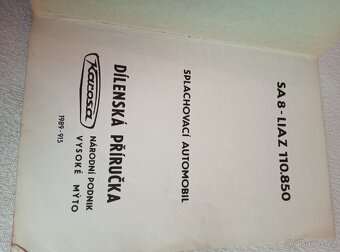 SA 8 - LIAZ 110.850
SPLACHOVACÍ AUTOMOBIL
DÍLENSKÁ PŘÍRUČKA
Karosa
NÁRODNÍ PODNIK
VYSOKÉ MÝTO
1989-915